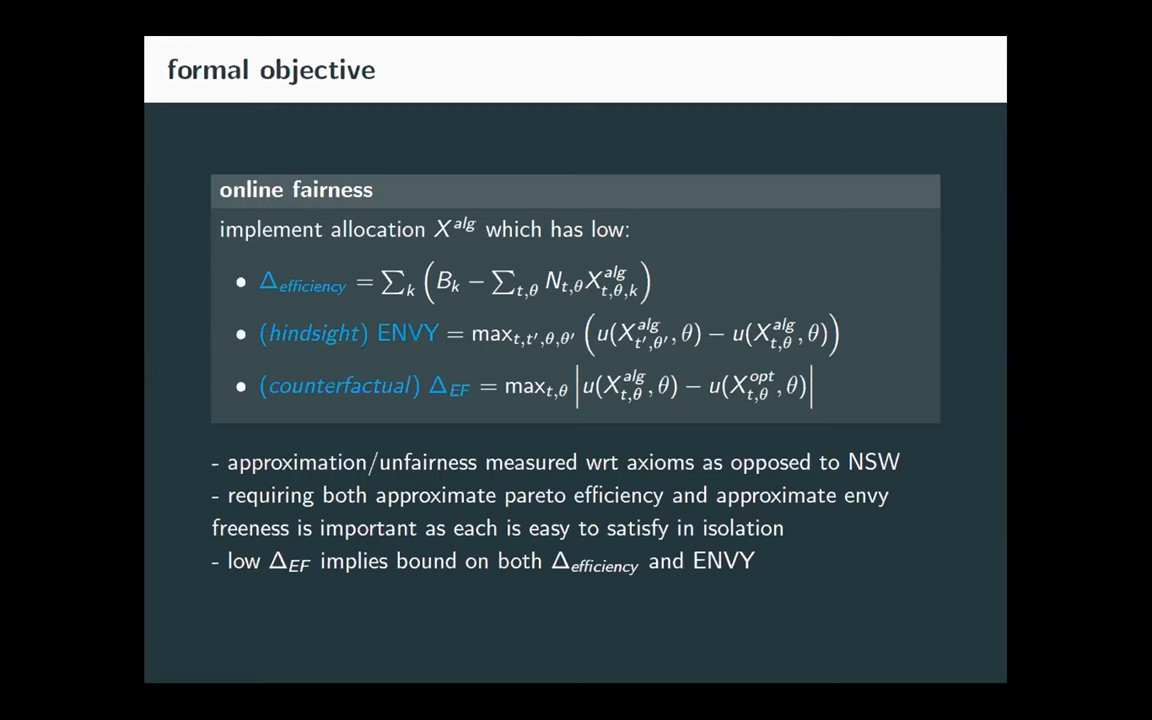 formal objective
online fairness
implement allocation X^{alg} which has low:
• Δ_{efficiency} = ∑_k (B_k − ∑_{t,θ} N_{t,θ} X^{alg}_{t,θ,k})
• (hindsight) ENVY = max_{t,t′,θ,θ′} (u(X^{alg}_{t′,θ′}, θ) − u(X^{alg}_{t,θ}, θ))
• (counterfactual) Δ_{EF} = max_{t,θ} |u(X^{alg}_{t,θ}, θ) − u(X^{opt}_{t,θ}, θ)|
- approximation/unfairness measured wrt axioms as opposed to NSW
- requiring both approximate pareto efficiency and approximate envy
freeness is important as each is easy to satisfy in isolation
- low Δ_{EF} implies bound on both Δ_{efficiency} and ENVY